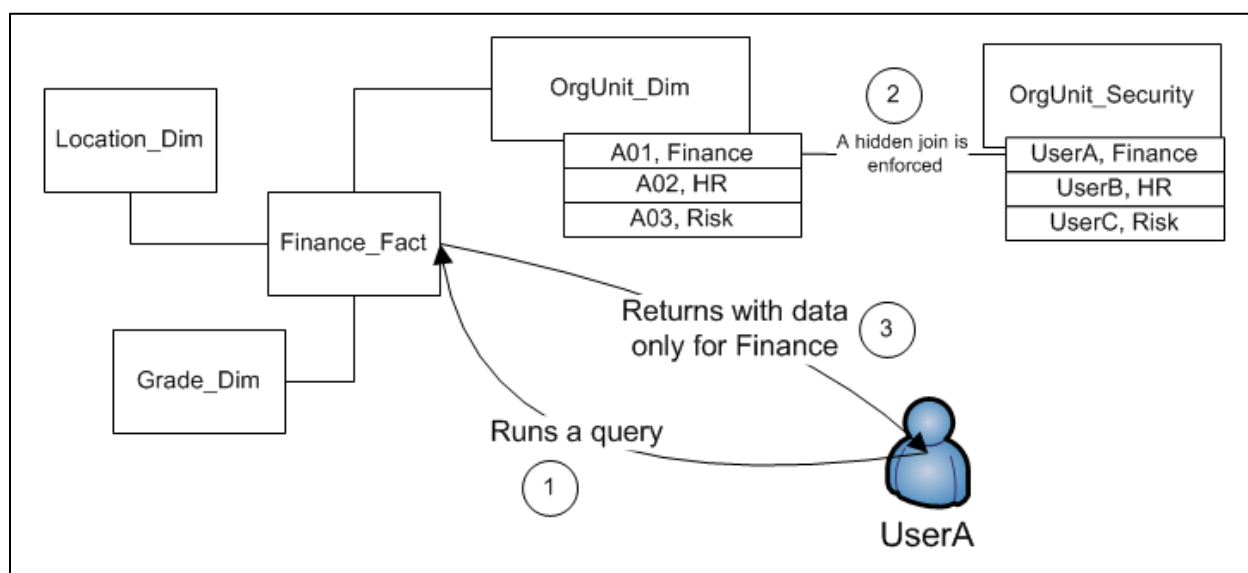 OrgUnit_Dim
OrgUnit_Security
Location_Dim
2
A hidden join is
enforced
A01, Finance
A02, HR
A03, Risk
UserA, Finance
UserB, HR
UserC, Risk
Finance_Fact
Returns with data
only for Finance
3
Grade_Dim
Runs a query
1
UserA